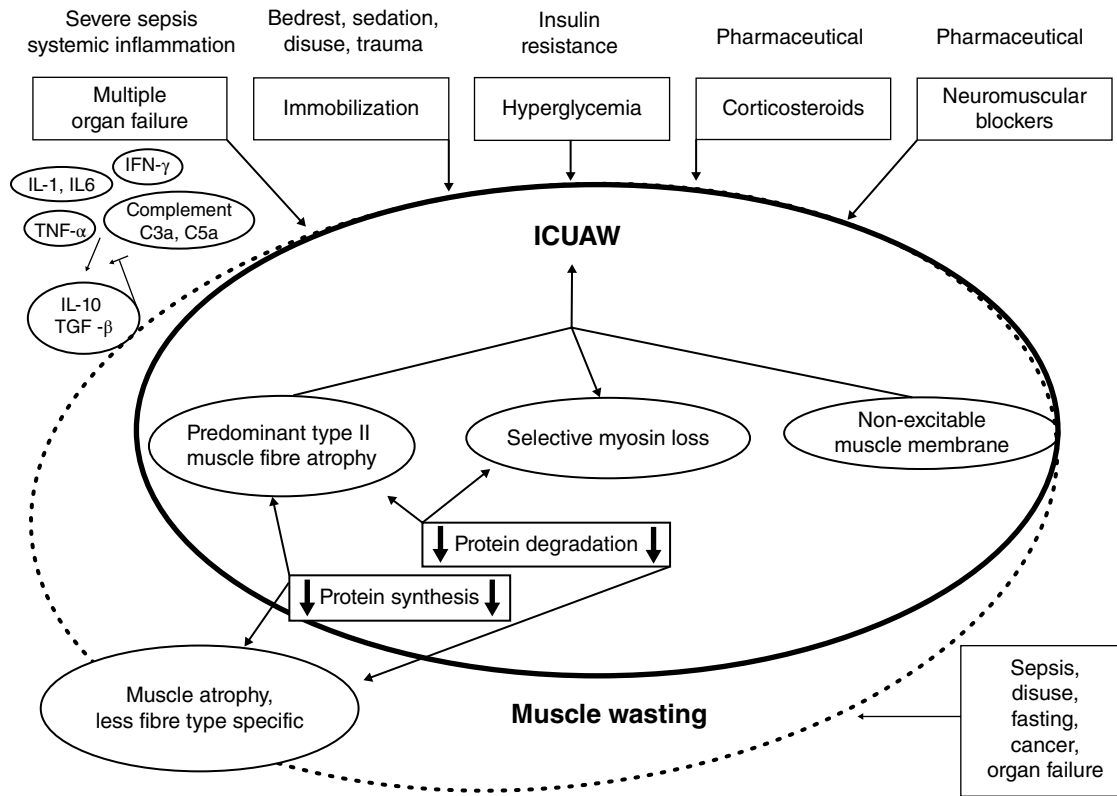 Severe sepsis
systemic inflammation
Bedrest, sedation,
disuse, trauma
Insulin
resistance
Pharmaceutical
Pharmaceutical
Multiple
organ failure
Immobilization
Hyperglycemia
Corticosteroids
Neuromuscular
blockers
IFN-γ
IL-1, IL6
TNF-α
Complement
C3a, C5a
IL-10
TGF -β
ICUAW
Predominant type II
muscle fibre atrophy
Selective myosin loss
Non-excitable
muscle membrane
Protein degradation
Protein synthesis
Muscle atrophy,
less fibre type specific
Muscle wasting
Sepsis,
disuse,
fasting,
cancer,
organ failure